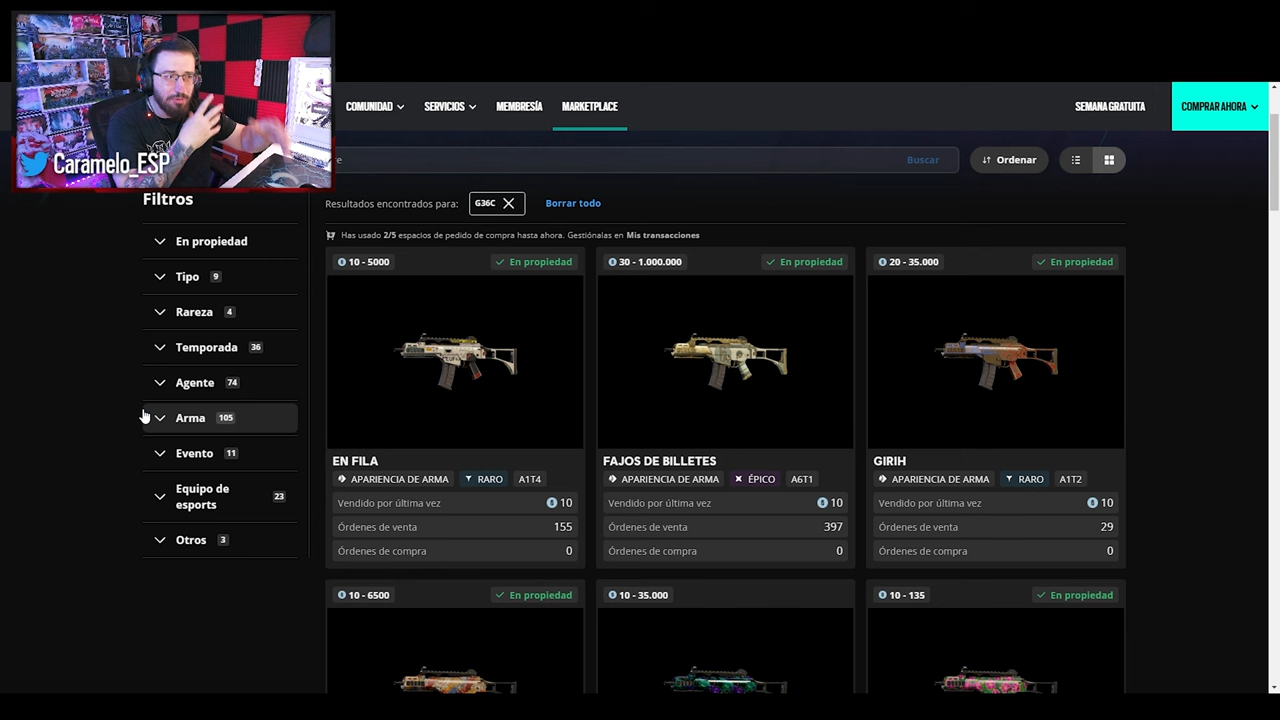 COMUNIDAD SERVICIOS MEMBRESÍA MARKETPLACE SEMANA GRATUITA COMPRAR AHORA
Caramelo_ESP
re Buscar Ordenar
Filtros
Resultados encontrados para: G36C Borrar todo
Has usado 2/5 espacios de pedido de compra hasta ahora. Gestiónalas en Mis transacciones
En propiedad
Tipo 9
Rareza 4
Temporada 36
Agente 74
Arma 105
Evento 11
Equipo de
esports 23
Otros 3
10 - 5000 En propiedad
EN FILA
APARIENCIA DE ARMA RARO A1T4
Vendido por última vez 10
Órdenes de venta 155
Órdenes de compra 0
30 - 1.000.000 En propiedad
FAJOS DE BILLETES
APARIENCIA DE ARMA ÉPICO A6T1
Vendido por última vez 10
Órdenes de venta 397
Órdenes de compra 0
20 - 35.000 En propiedad
GIRIH
APARIENCIA DE ARMA RARO A1T2
Vendido por última vez 10
Órdenes de venta 29
Órdenes de compra 0
10 - 6500 En propiedad
10 - 35.000
10 - 135 En propiedad